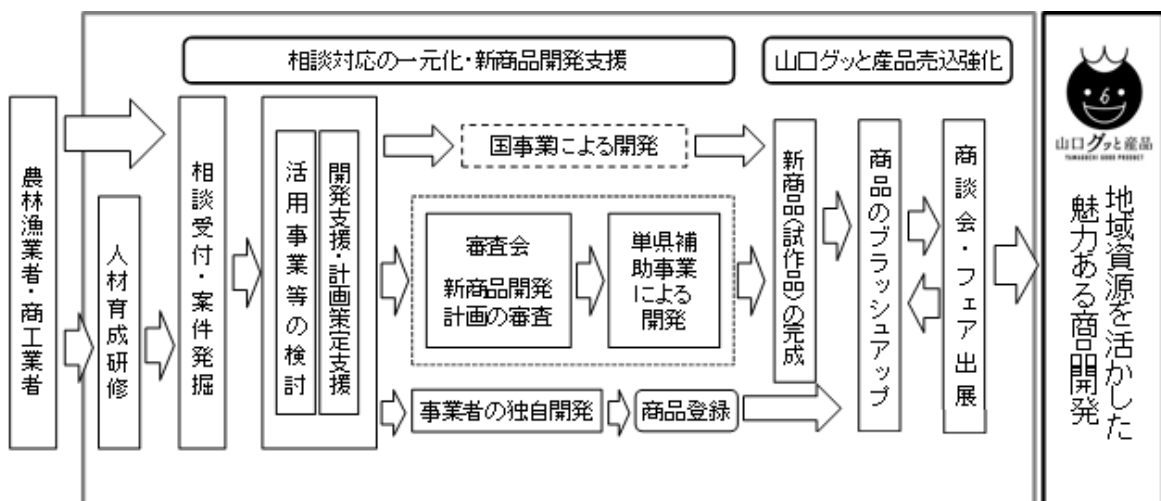 相談対応の一元化・新商品開発支援
山口グッと産品売込強化
農林漁業者・商工業者
人材育成研修
相談受付・案件発掘
活用事業等の検討
開発支援・計画策定支援
国事業による開発
審査会
新商品開発
計画の審査
単県補
助事業
による
開発
事業者の独自開発
商品登録
新商品(試作品)の完成
商品のブラッシュアップ
商談会・フェア出展
6
山口グッと産品
YAMAGUCHI GOOD PRODUCT
地域資源を活かした
魅力ある商品開発